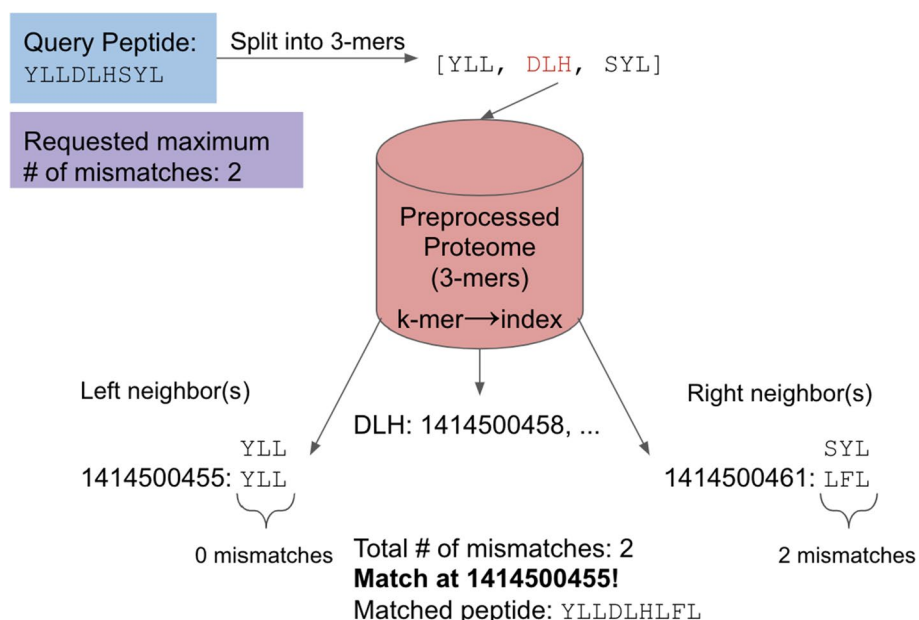 Query Peptide:
YLLDLHSYL
Split into 3-mers
[YLL, DLH, SYL]
Requested maximum
# of mismatches: 2
Preprocessed
Proteome
(3-mers)
k-mer→index
Left neighbor(s)
YLL
1414500455: YLL
0 mismatches
DLH: 1414500458, ...
Right neighbor(s)
SYL
1414500461: LFL
2 mismatches
Total # of mismatches: 2
Match at 1414500455!
Matched peptide: YLLDLHLFL